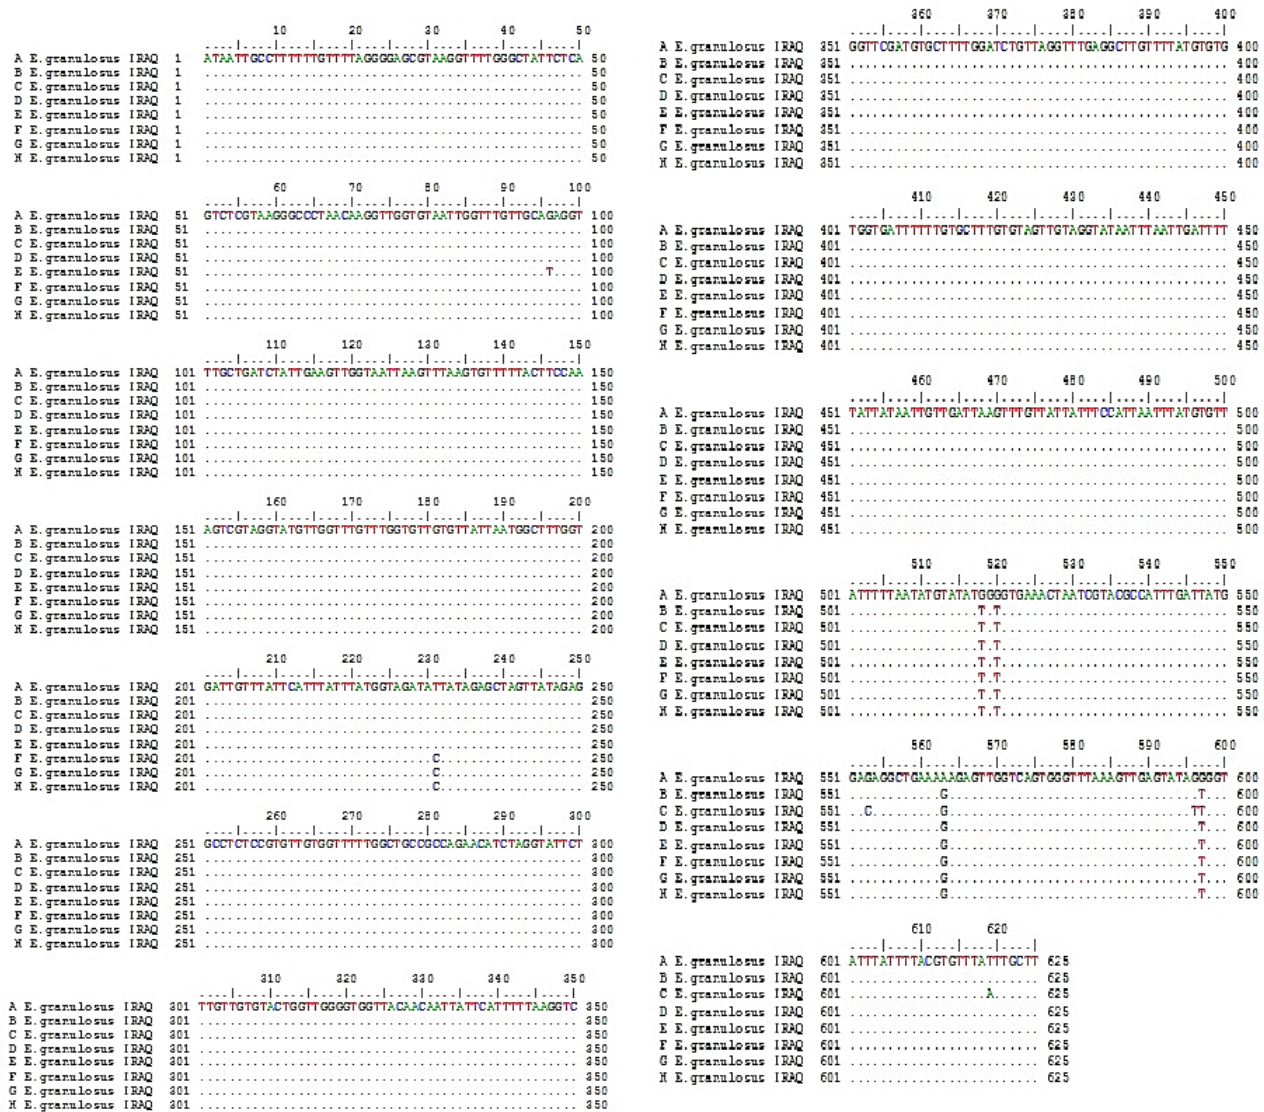 10 20 30 40 50
A E.granulosus IRAQ 1 ATAATTGCCTTTTTTGTTTTAGGGGAGCGTAAGGTTTTGGGCTATTCTCA 50
B E.granulosus IRAQ 1 .................................................. 50
C E.granulosus IRAQ 1 .................................................. 50
D E.granulosus IRAQ 1 .................................................. 50
E E.granulosus IRAQ 1 .................................................. 50
F E.granulosus IRAQ 1 .................................................. 50
G E.granulosus IRAQ 1 .................................................. 50
H E.granulosus IRAQ 1 .................................................. 50
60 70 80 90 100
A E.granulosus IRAQ 51 GTCTCGTAAGGGCCCTAACAAGGTTGGTGTAATTGGTTTGTTGCAGAGGT 100
B E.granulosus IRAQ 51 .................................................. 100
C E.granulosus IRAQ 51 .................................................. 100
D E.granulosus IRAQ 51 .................................................. 100
E E.granulosus IRAQ 51 .............................................T.... 100
F E.granulosus IRAQ 51 .................................................. 100
G E.granulosus IRAQ 51 .................................................. 100
H E.granulosus IRAQ 51 .................................................. 100
110 120 130 140 150
A E.granulosus IRAQ 101 TTGCTGATCTATTGAAGTTGGTAATTAAGTTTAAGTGTTTTTACTTCCAA 150
B E.granulosus IRAQ 101 .................................................. 150
C E.granulosus IRAQ 101 .................................................. 150
D E.granulosus IRAQ 101 .................................................. 150
E E.granulosus IRAQ 101 .................................................. 150
F E.granulosus IRAQ 101 .................................................. 150
G E.granulosus IRAQ 101 .................................................. 150
H E.granulosus IRAQ 101 .................................................. 150
160 170 180 190 200
A E.granulosus IRAQ 151 AGTCGTAGGTATGTTGGTTTGTTTGGTGTTGTGTTATTAATGGCTTTGGT 200
B E.granulosus IRAQ 151 .................................................. 200
C E.granulosus IRAQ 151 .................................................. 200
D E.granulosus IRAQ 151 .................................................. 200
E E.granulosus IRAQ 151 .................................................. 200
F E.granulosus IRAQ 151 .................................................. 200
G E.granulosus IRAQ 151 .................................................. 200
H E.granulosus IRAQ 151 .................................................. 200
210 220 230 240 250
A E.granulosus IRAQ 201 GATTGTTTATTCATTTATTTATGGTAGATATTATAGAGCTAGTTATAGAG 250
B E.granulosus IRAQ 201 .................................................. 250
C E.granulosus IRAQ 201 .................................................. 250
D E.granulosus IRAQ 201 .................................................. 250
E E.granulosus IRAQ 201 .................................................. 250
F E.granulosus IRAQ 201 ..............................C................... 250
G E.granulosus IRAQ 201 ..............................C................... 250
H E.granulosus IRAQ 201 ..............................C................... 250
260 270 280 290 300
A E.granulosus IRAQ 251 GCCTCTCCGTGTTGTGGTTTTTGGCTGCCGCCAGAACATCTAGGTATTCT 300
B E.granulosus IRAQ 251 .................................................. 300
C E.granulosus IRAQ 251 .................................................. 300
D E.granulosus IRAQ 251 .................................................. 300
E E.granulosus IRAQ 251 .................................................. 300
F E.granulosus IRAQ 251 .................................................. 300
G E.granulosus IRAQ 251 .................................................. 300
H E.granulosus IRAQ 251 .................................................. 300
310 320 330 340 350
A E.granulosus IRAQ 301 TTGTTGTGTACTGGTTGGGGTGGTTACAACAATTATTCATTTTTAAGGTC 350
B E.granulosus IRAQ 301 .................................................. 350
C E.granulosus IRAQ 301 .................................................. 350
D E.granulosus IRAQ 301 .................................................. 350
E E.granulosus IRAQ 301 .................................................. 350
F E.granulosus IRAQ 301 .................................................. 350
G E.granulosus IRAQ 301 .................................................. 350
H E.granulosus IRAQ 301 .................................................. 350
360 370 380 390 400
A E.granulosus IRAQ 351 GGTTCGATGTGCTTTTGGATCTGTTAGGTTTGAGGCTTGTTTTATGTGTG 400
B E.granulosus IRAQ 351 .................................................. 400
C E.granulosus IRAQ 351 .................................................. 400
D E.granulosus IRAQ 351 .................................................. 400
E E.granulosus IRAQ 351 .................................................. 400
F E.granulosus IRAQ 351 .................................................. 400
G E.granulosus IRAQ 351 .................................................. 400
H E.granulosus IRAQ 351 .................................................. 400
410 420 430 440 450
A E.granulosus IRAQ 401 TGGTGATTTTTTGTGCTTTGTGTAGTTGTAGGTATAATTTAATTGATTTT 450
B E.granulosus IRAQ 401 .................................................. 450
C E.granulosus IRAQ 401 .................................................. 450
D E.granulosus IRAQ 401 .................................................. 450
E E.granulosus IRAQ 401 .................................................. 450
F E.granulosus IRAQ 401 .................................................. 450
G E.granulosus IRAQ 401 .................................................. 450
H E.granulosus IRAQ 401 .................................................. 450
460 470 480 490 500
A E.granulosus IRAQ 451 TATTATAATTGTTGATTAAGTTTGTTATTATTTCCATTAATTTATGTGTT 500
B E.granulosus IRAQ 451 .................................................. 500
C E.granulosus IRAQ 451 .................................................. 500
D E.granulosus IRAQ 451 .................................................. 500
E E.granulosus IRAQ 451 .................................................. 500
F E.granulosus IRAQ 451 .................................................. 500
G E.granulosus IRAQ 451 .................................................. 500
H E.granulosus IRAQ 451 .................................................. 500
510 520 530 540 550
A E.granulosus IRAQ 501 ATTTTTAATATGTATATGGGGTGAAACTAATCGTACGCCATTTGATTATG 550
B E.granulosus IRAQ 501 .................T.T.............................. 550
C E.granulosus IRAQ 501 .................T.T.............................. 550
D E.granulosus IRAQ 501 .................T.T.............................. 550
E E.granulosus IRAQ 501 .................T.T.............................. 550
F E.granulosus IRAQ 501 .................T.T.............................. 550
G E.granulosus IRAQ 501 .................T.T.............................. 550
H E.granulosus IRAQ 501 .................T.T.............................. 550
560 570 580 590 600
A E.granulosus IRAQ 551 GAGAGGCTGAAAAAGAGTTGGTCAGTGGGTTTAAAGTTGAGTATAGGGGT 600
B E.granulosus IRAQ 551 ............G.................................T... 600
C E.granulosus IRAQ 551 ..C.........G................................TT... 600
D E.granulosus IRAQ 551 ............G.................................T... 600
E E.granulosus IRAQ 551 ............G.................................T... 600
F E.granulosus IRAQ 551 ............G.................................T... 600
G E.granulosus IRAQ 551 ............G.................................T... 600
H E.granulosus IRAQ 551 ............G.................................T... 600
610 620
A E.granulosus IRAQ 601 ATTTATTTTACGTGTTTATTTGCTT 625
B E.granulosus IRAQ 601 ......................... 625
C E.granulosus IRAQ 601 ..................A...... 625
D E.granulosus IRAQ 601 ......................... 625
E E.granulosus IRAQ 601 ......................... 625
F E.granulosus IRAQ 601 ......................... 625
G E.granulosus IRAQ 601 ......................... 625
H E.granulosus IRAQ 601 ......................... 625